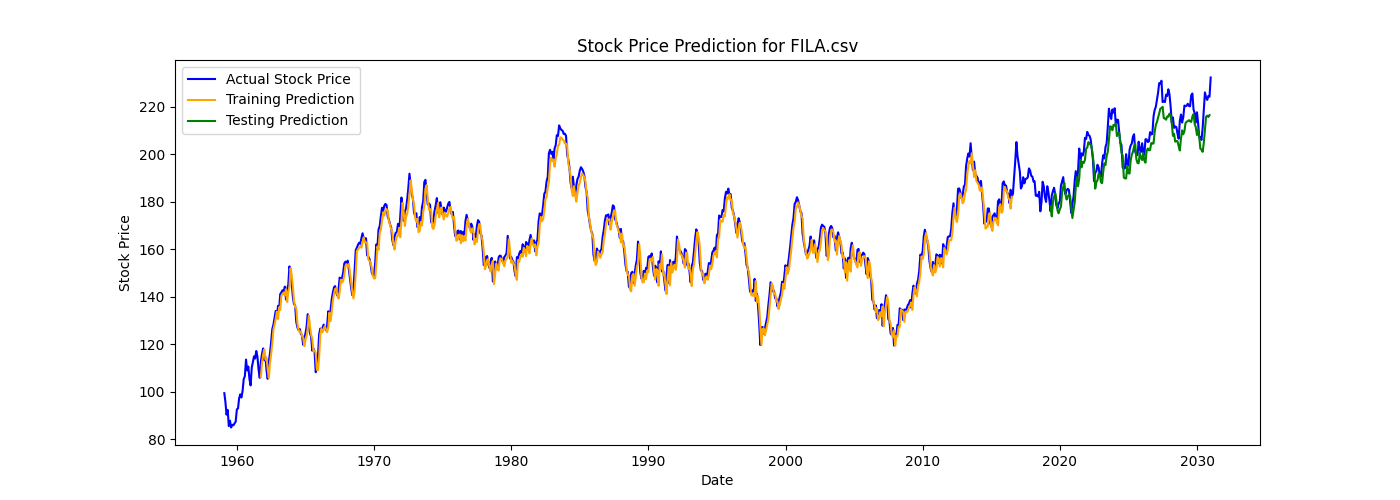 Stock Price Prediction for FILA.csv
Actual Stock Price
Training Prediction
Testing Prediction
Stock Price
220
200
180
160
140
120
100
80
1960
1970
1980
1990
2000
2010
2020
2030
Date